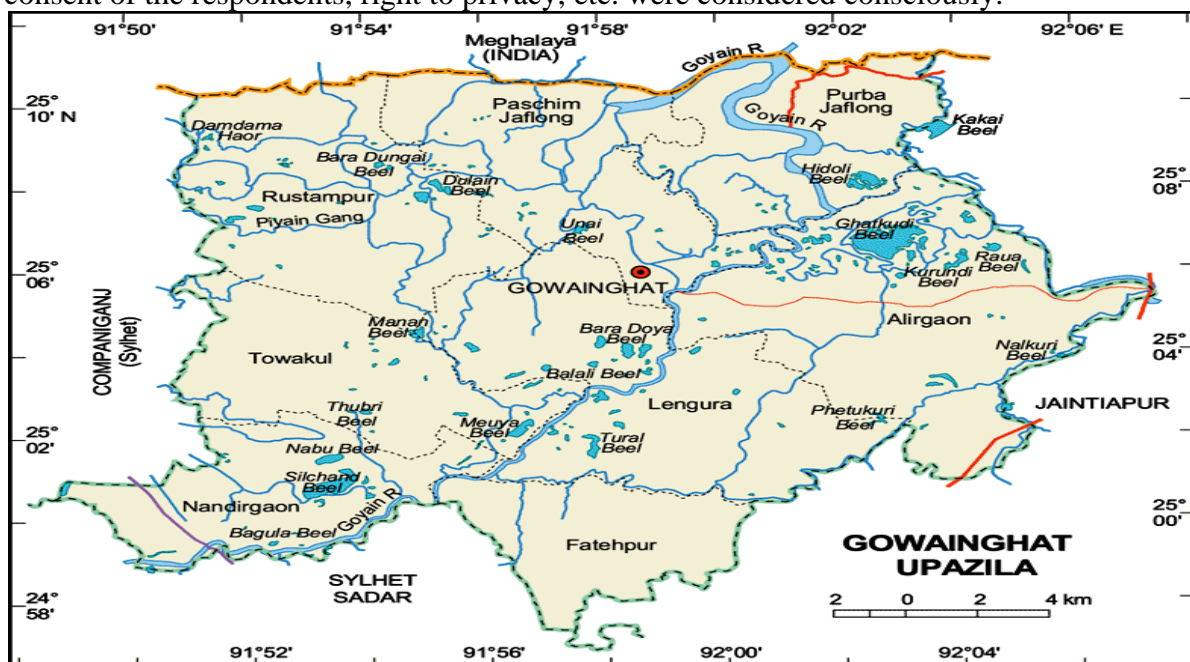 consent of the respondents, right to privacy, etc. were considered consciously.
91°50' 91°54' 91°58' 92°02' 92°06' E
Meghalaya
(INDIA)
Goyain R
25°
10' N
Paschim
Jaflong
Purba
Jaflong
Goyain R
Damdama
Haor
Kakai
Beel
Bara Dungai
Beel
Dulain
Beel
Hidoli
Beel
25°
08'
Rustampur
Piyain Gang
Unai
Beel
Ghatkudi
Beel
Raua
Beel
Kurundi
Beel
25°
06'
GOWAINGHAT
COMPANIGANJ
(Sylhet)
Manah
Beel
Bara Doya
Beel
Alirgaon
25°
04'
Nalkuri
Beel
Towakul
Balali Beel
Lengura
JAINTIAPUR
Thubri
Beel
Meuya
Beel
Phetukuri
Beel
25°
02'
Tural
Beel
Nabu Beel
Silchand
Beel
Nandirgaon
Goyain R
25°
00'
Bagula-Beel
Fatehpur
GOWAINGHAT
UPAZILA
SYLHET
SADAR
24°
58'
2 0 2 4 km
91°52' 91°56' 92°00' 92°04'